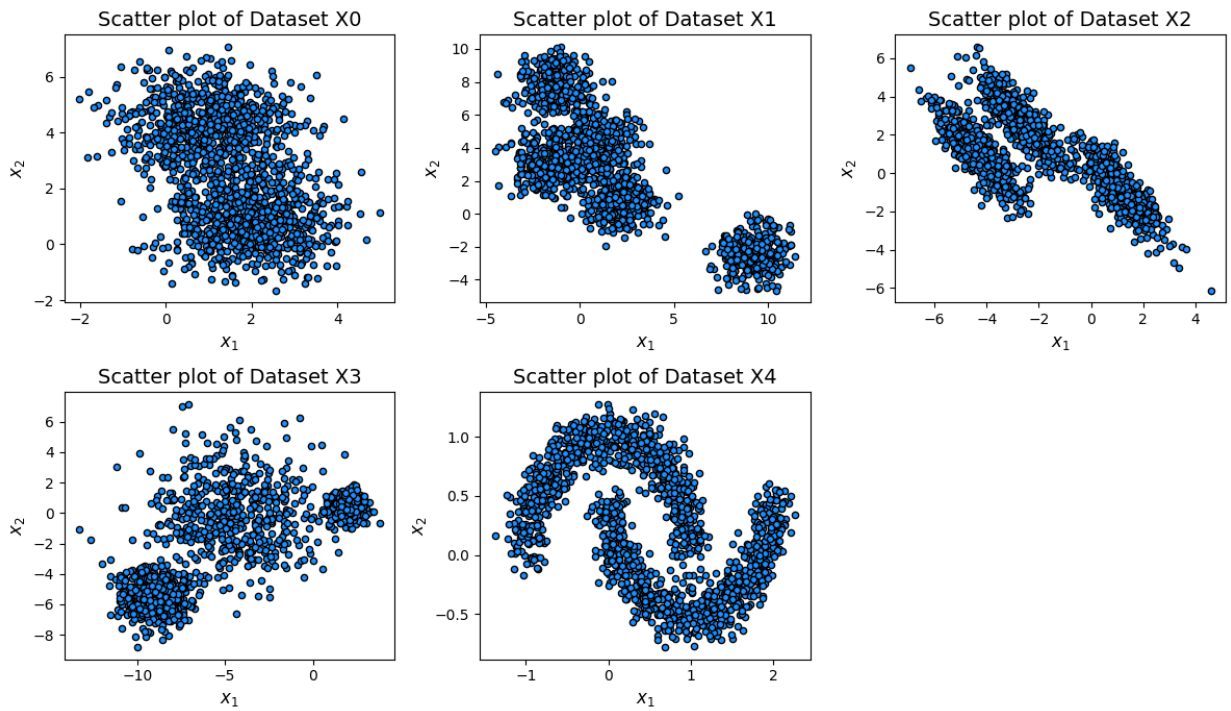 Scatter plot of Dataset X0
6
4
2
0
−2
x₂
−2 0 2 4
x₁
Scatter plot of Dataset X1
10
8
6
4
2
0
−2
−4
x₂
−5 0 5 10
x₁
Scatter plot of Dataset X2
6
4
2
0
−2
−4
−6
x₂
−6 −4 −2 0 2 4
x₁
Scatter plot of Dataset X3
6
4
2
0
−2
−4
−6
−8
x₂
−10 −5 0
x₁
Scatter plot of Dataset X4
1.0
0.5
0.0
−0.5
x₂
−1 0 1 2
x₁